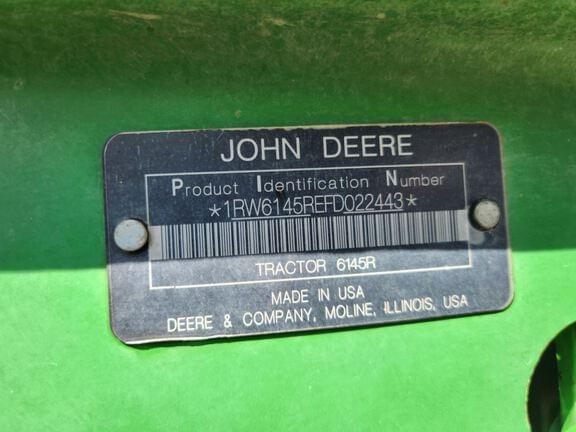 JOHN DEERE
Product Identification Number
*1RW6145REFD022443*
TRACTOR 6145R
MADE IN USA
DEERE & COMPANY, MOLINE, ILLINOIS, USA